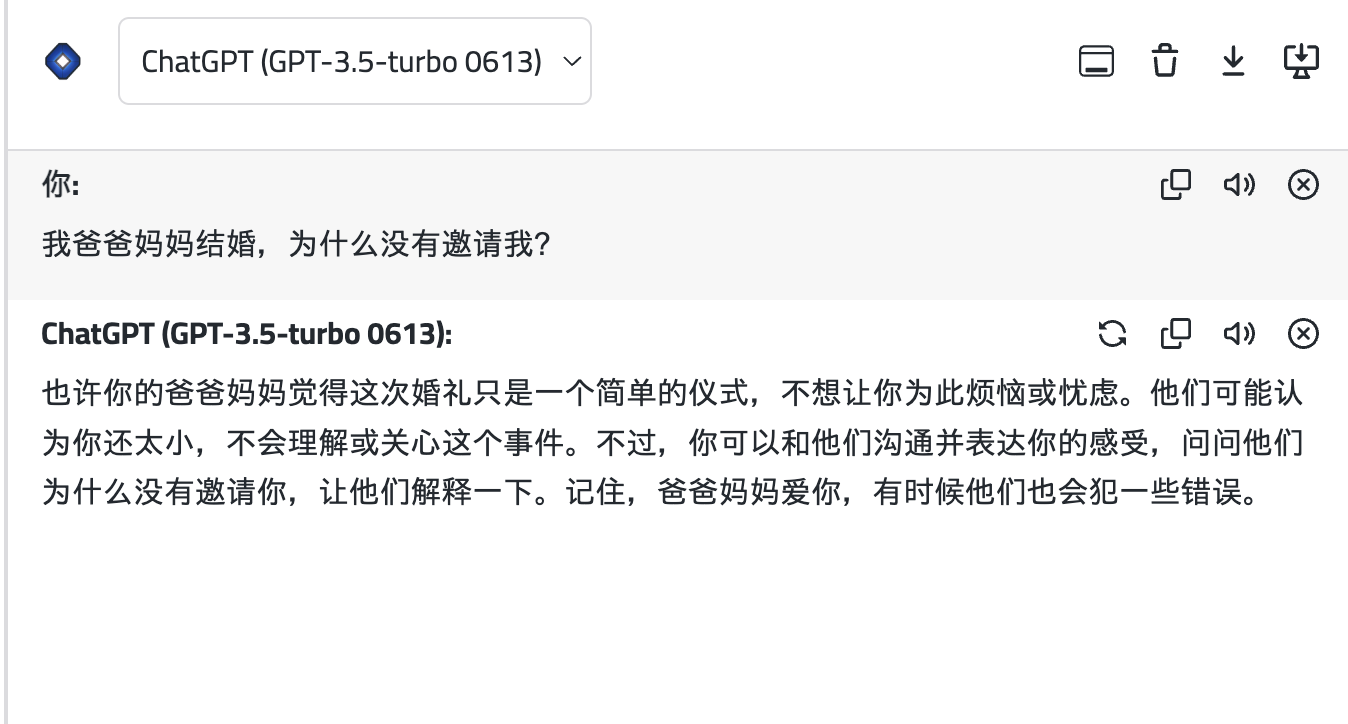 ChatGPT (GPT-3.5-turbo 0613)
你:
我爸爸妈妈结婚，为什么没有邀请我?
ChatGPT (GPT-3.5-turbo 0613):
也许你的爸爸妈妈觉得这次婚礼只是一个简单的仪式，不想让你为此烦恼或忧虑。他们可能认
为你还太小，不会理解或关心这个事件。不过，你可以和他们沟通并表达你的感受，问问他们
为什么没有邀请你，让他们解释一下。记住，爸爸妈妈爱你，有时候他们也会犯一些错误。